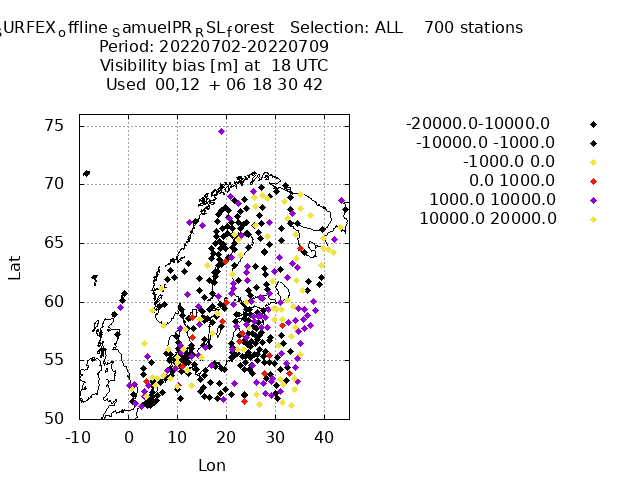 SURFEXoffline SamuelPRRSLforest Selection: ALL 700 stations
Period: 20220702-20220709
Visibility bias [m] at 18 UTC
Used 00,12 + 06 18 30 42
-20000.0-10000.0
-10000.0 -1000.0
-1000.0 0.0
0.0 1000.0
1000.0 10000.0
10000.0 20000.0
75
70
65
60
55
50
Lat
-10 0 10 20 30 40
Lon